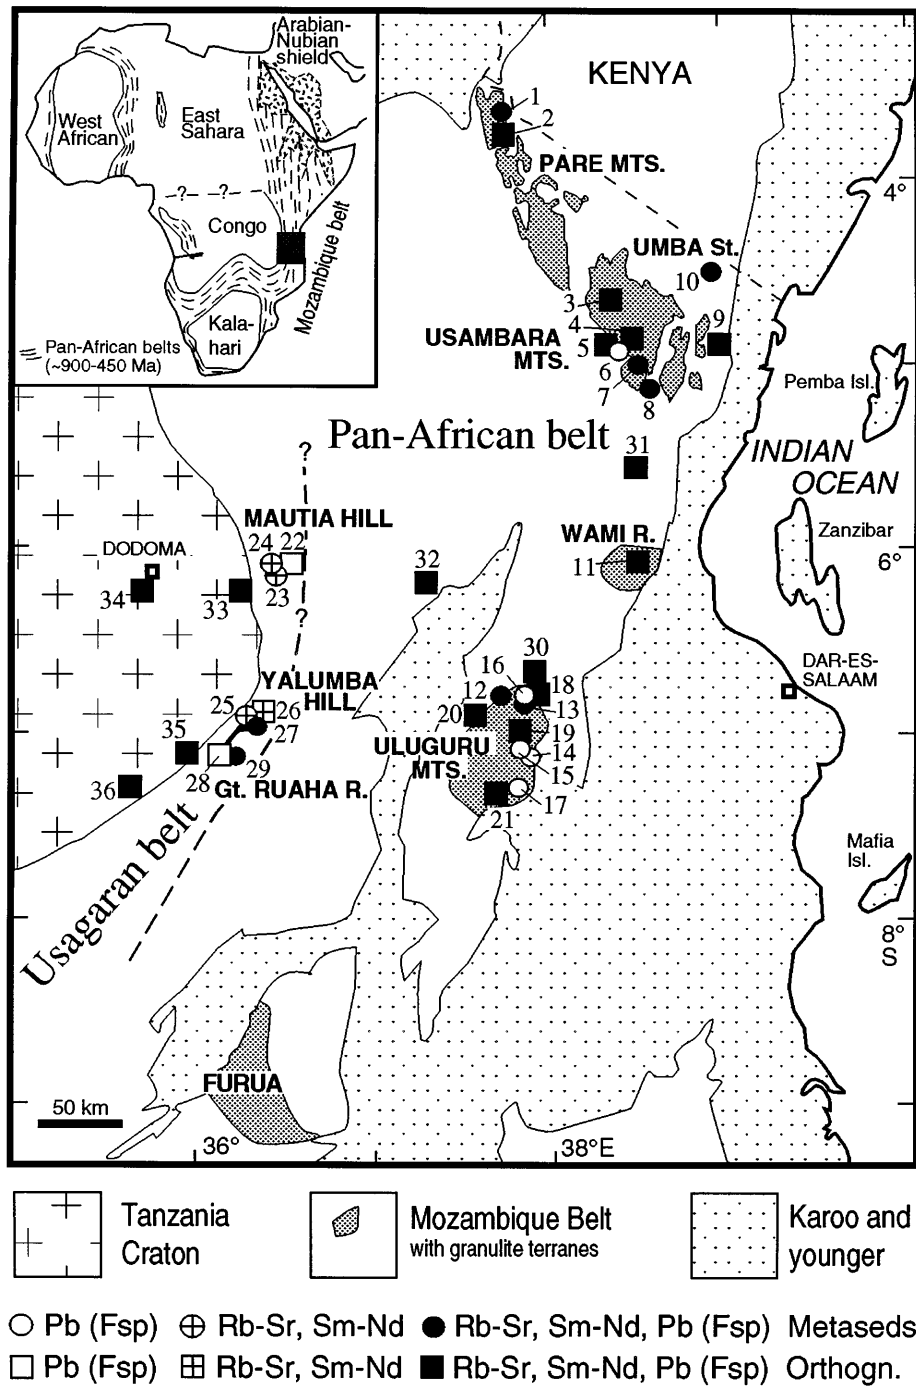 Arabian-
Nubian
shield
West
African
East
Sahara
?
?
Congo
Mozambique belt
Kala-
hari
Pan-African belts
(~900-450 Ma)
KENYA
1
2
PARE MTS.
4°
UMBA St.
10
3
4
9
USAMBARA
MTS.
5
6
7
8
Pemba Isl.
Pan-African belt
?
31
INDIAN
OCEAN
MAUTIA HILL
24
22
23
WAMI R.
11
Zanzibar
6°
DODOMA
34
33
32
?
30
16
DAR-ES-
SALAAM
YALUMBA
HILL
25
26
27
12
18
13
20
19
35
ULUGURU
MTS.
14
15
28
29
36
Gt. RUAHA R.
17
21
Usagaran belt
Mafia
Isl.
8°
S
FURUA
50 km
36°
38°E
Tanzania
Craton
Mozambique Belt
with granulite terranes
Karoo and
younger
Pb (Fsp) Rb-Sr, Sm-Nd Rb-Sr, Sm-Nd, Pb (Fsp) Metaseds
Pb (Fsp) Rb-Sr, Sm-Nd Rb-Sr, Sm-Nd, Pb (Fsp) Orthogn.